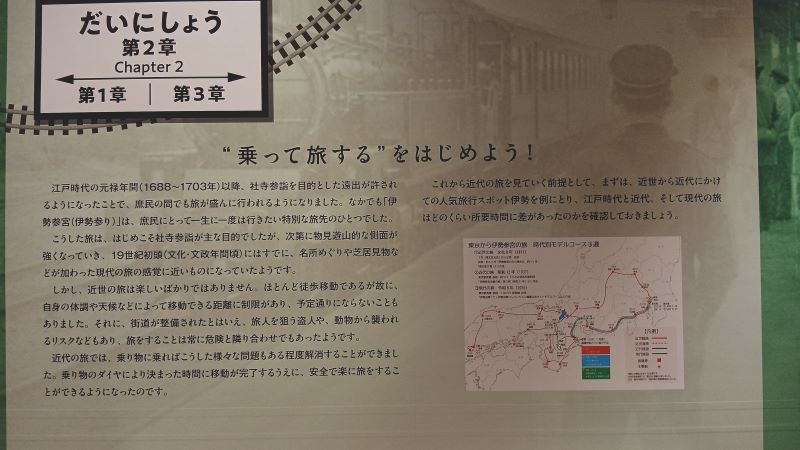 だいにしょう
第2章
Chapter 2
第1章
第3章
“乗って旅する”をはじめよう！
江戸時代の元禄年間(1688〜1703年)以降、社寺参詣を目的とした遠出が許され
るようになったことで、庶民の間でも旅が盛んに行われるようになりました。なかでも「伊
勢参宮(伊勢参り)」は、庶民にとって一生に一度は行きたい特別な旅先のひとつでした。
こうした旅は、はじめこそ社寺参詣が主な目的でしたが、次第に物見遊山的な側面が
強くなっていき、19世紀初頭(文化・文政年間頃)にはすでに、名所めぐりや芝居見物な
どが加わった現代の旅の感覚に近いものになっていたようです。
しかし、近世の旅は楽しいばかりではありません。ほとんど徒歩移動であるが故に、
自身の体調や天候などによって移動できる距離に制限があり、予定通りにならないことも
ありました。それに、街道が整備されたとはいえ、旅人を狙う盗人や、動物から襲われ
るリスクなどもあり、旅をすることは常に危険と隣り合わせでもあったようです。
近代の旅では、乗り物に乗ればこうした様々な問題もある程度解消することができまし
た。乗り物のダイヤにより決まった時間に移動が完了するうえに、安全で楽に旅をするこ
とができるようになったのです。
これから近代の旅を見ていく前提として、まずは、近世から近代にかけ
ての人気旅行スポット伊勢を例にとり、江戸時代と近代、そして現代の旅
はどのくらい所要時間に差があったのかを確認しておきましょう。
東京から伊勢参宮の旅 時代別モデルコース3選